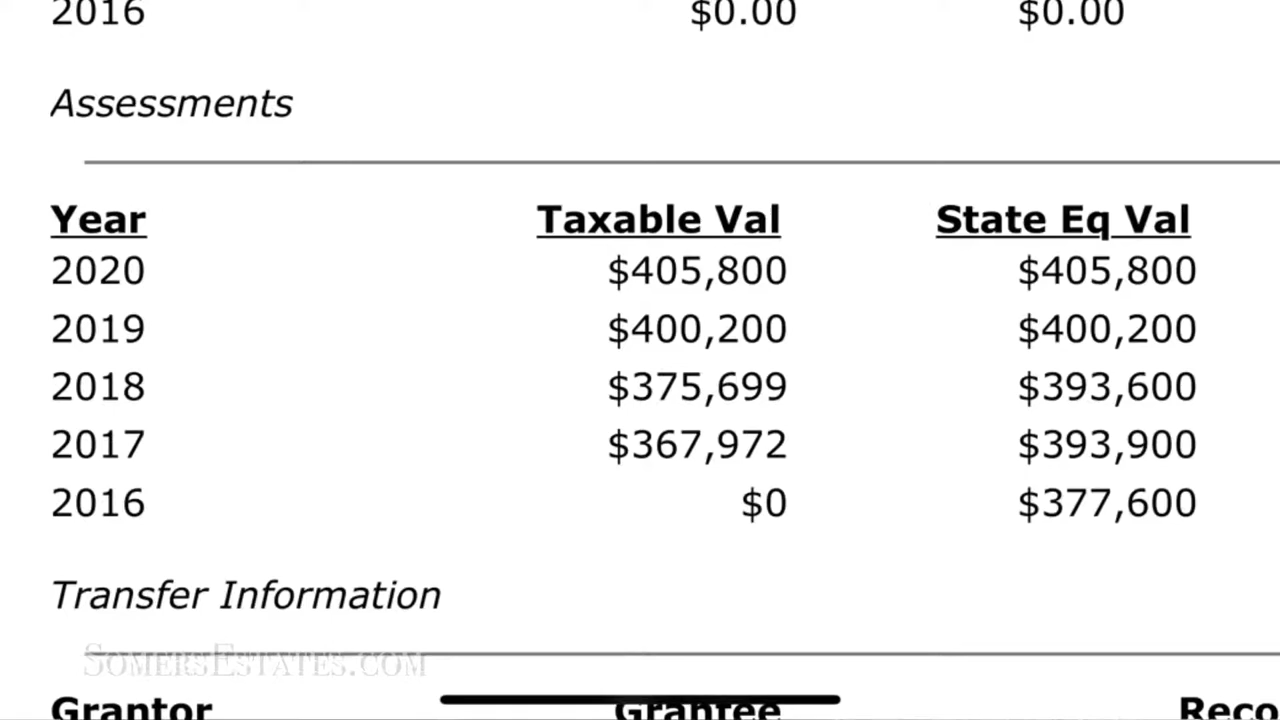 2016 $0.00 $0.00
Assessments
Year Taxable Val State Eq Val
2020 $405,800 $405,800
2019 $400,200 $400,200
2018 $375,699 $393,600
2017 $367,972 $393,900
2016 $0 $377,600
Transfer Information
SomersEstates.com
Grantor Grantee Reco